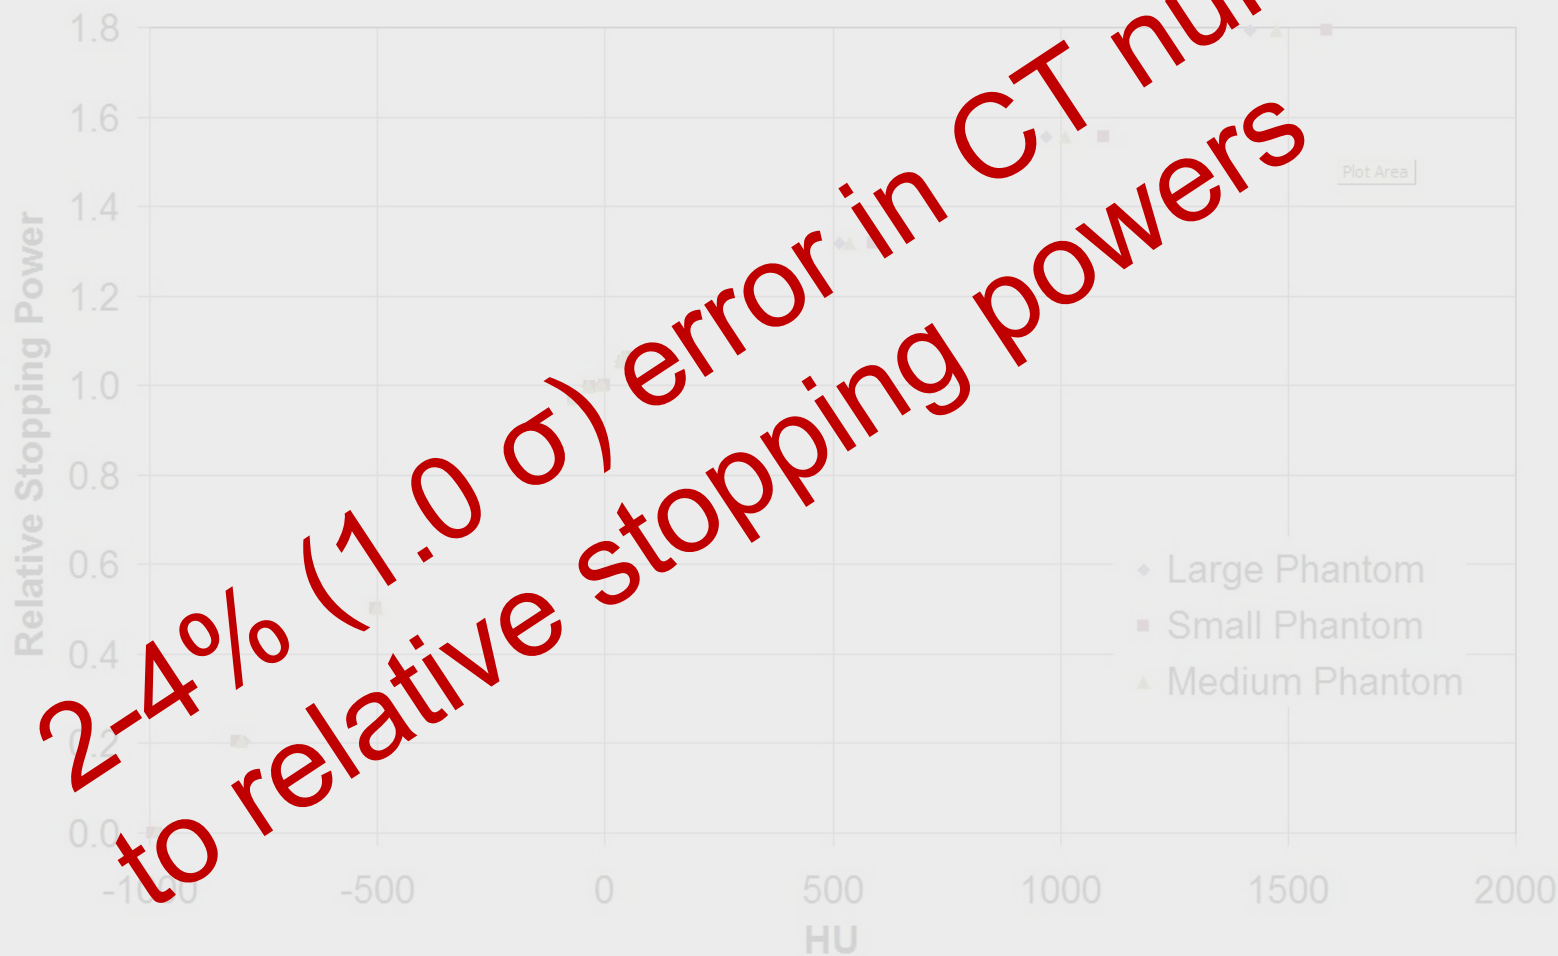 2-4% (1.0 σ) error in CT
to relative stopping powers
1.8
1.6
1.4
1.2
1.0
0.8
0.6
0.4
0.2
0.0
Relative Stopping Power
Plot Area
Large Phantom
Small Phantom
Medium Phantom
-1000
-500
0
500
1000
1500
2000
HU